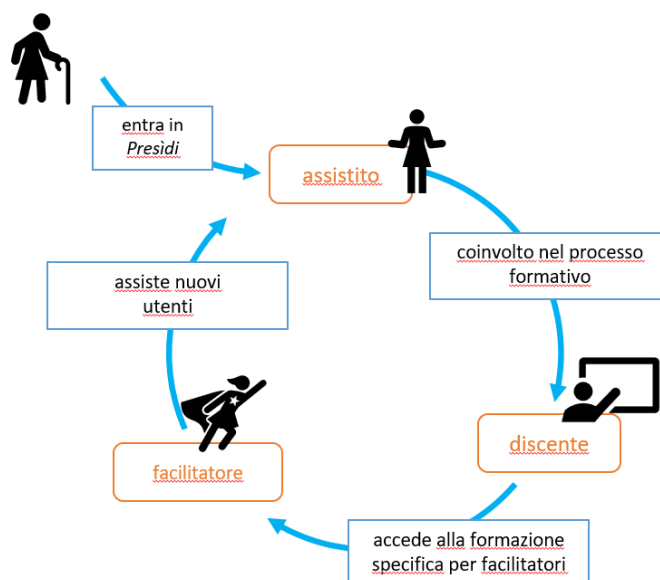 entra in
Presìdi
assistito
coinvolto nel processo
formativo
assiste nuovi
utenti
discente
facilitatore
accede alla formazione
specifica per facilitatori